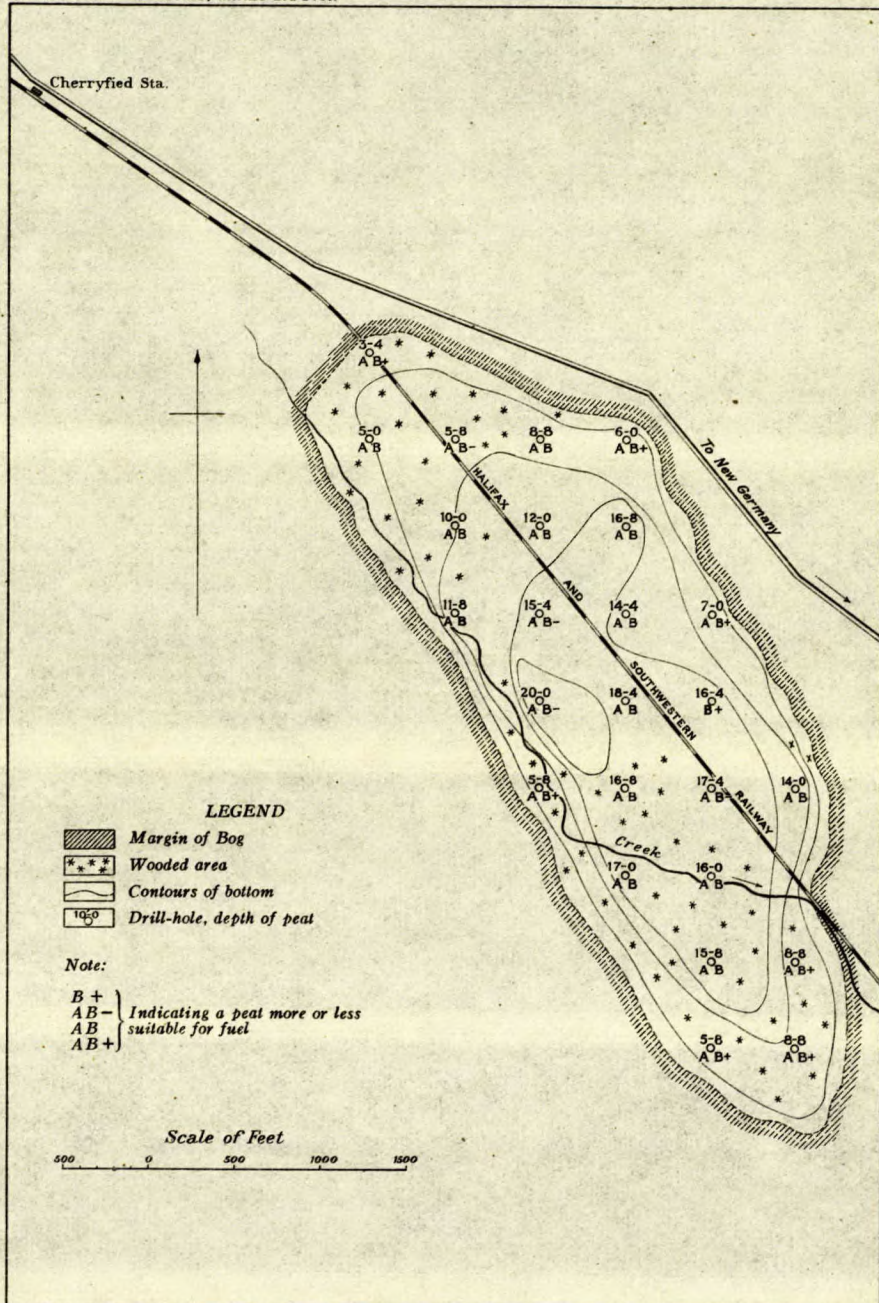 Cherryfied Sta.
3-4
A B+
5-0
A B
5-8
A B-
8-8
A B
6-0
A B+
To New Germany
HALIFAX AND SOUTHWESTERN RAILWAY
10-0
A B
12-0
A B
16-8
A B
11-8
A B
15-4
A B-
14-4
A B
7-0
A B+
20-0
A B-
18-4
A B
16-4
B+
5-8
A B+
16-8
A B
17-4
A B-
14-0
A B
Creek
17-0
A B
16-0
A B
15-8
A B
8-8
A B+
5-8
A B+
8-8
A B+
LEGEND
Margin of Bog
Wooded area
Contours of bottom
10-0 Drill-hole, depth of peat
Note:
B +
AB- Indicating a peat more or less
AB suitable for fuel
AB+
Scale of Feet
500 0 500 1000 1500